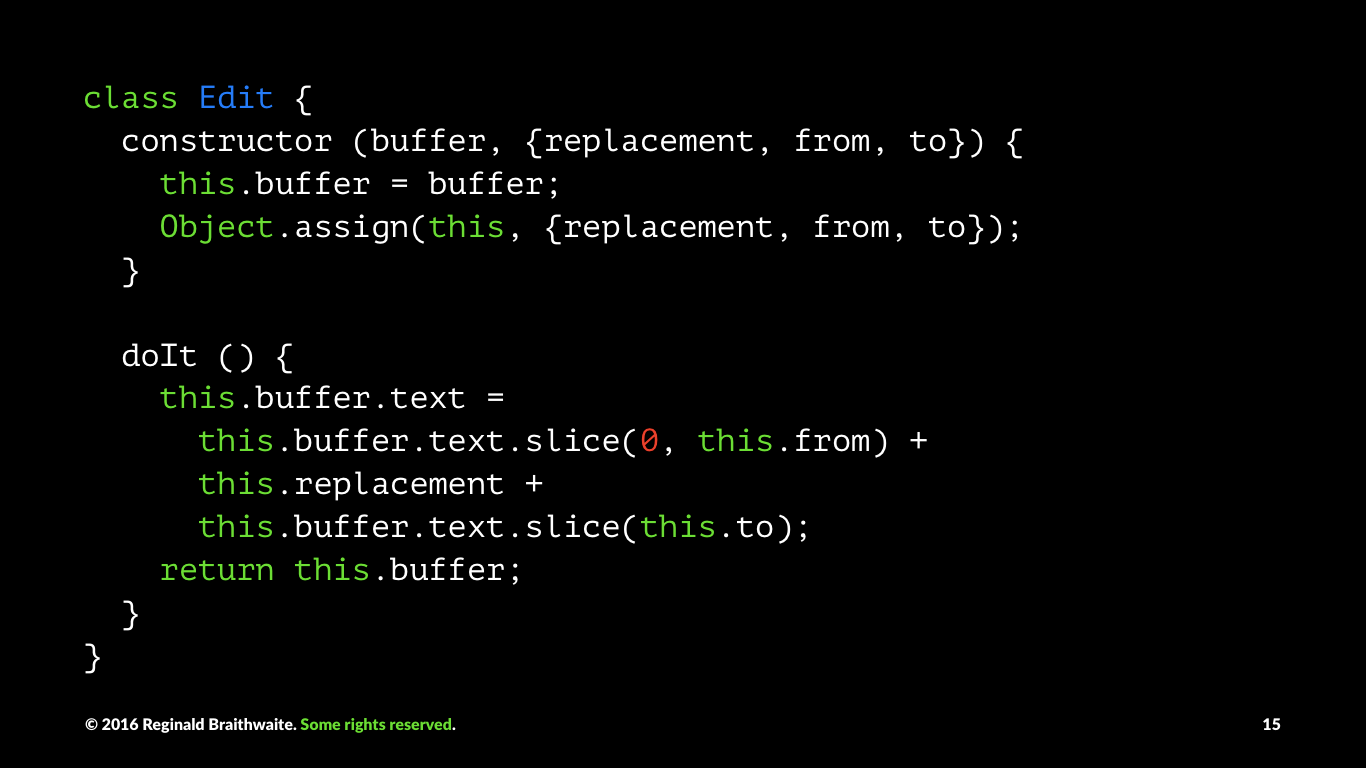 class Edit {
  constructor (buffer, {replacement, from, to}) {
    this.buffer = buffer;
    Object.assign(this, {replacement, from, to});
  }

  doIt () {
    this.buffer.text =
      this.buffer.text.slice(0, this.from) +
      this.replacement +
      this.buffer.text.slice(this.to);
    return this.buffer;
  }
}
© 2016 Reginald Braithwaite. Some rights reserved.
15